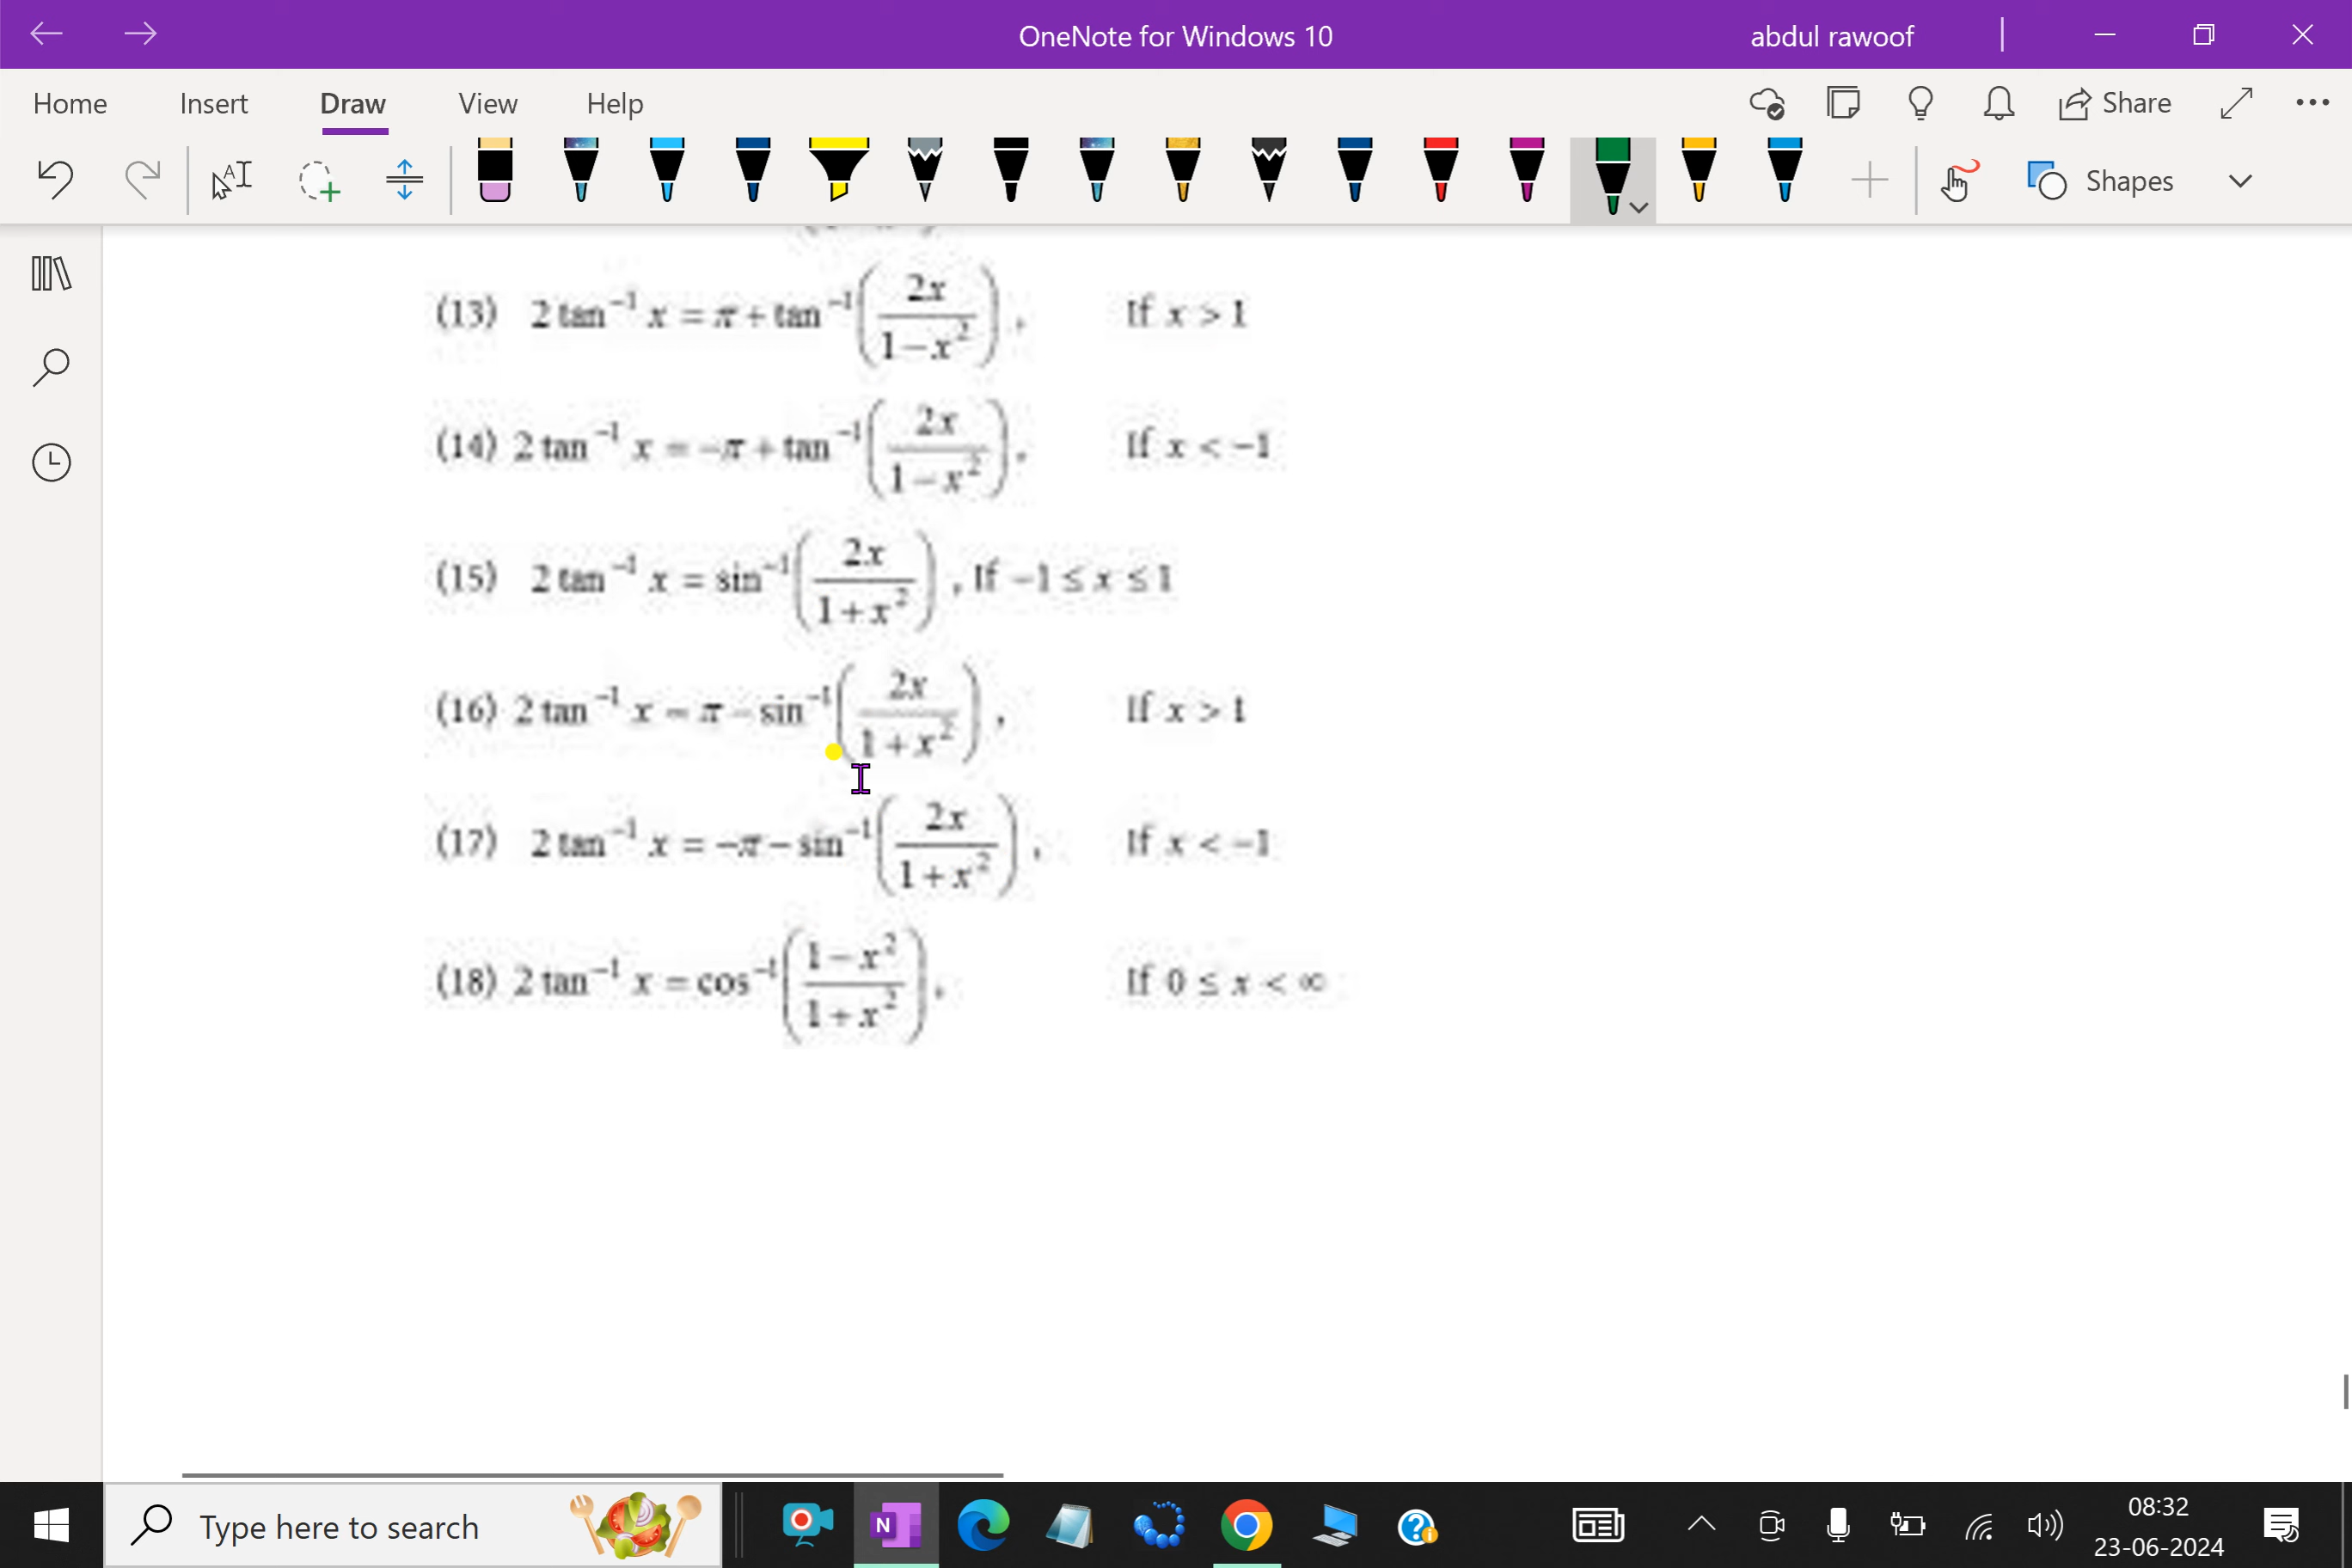 OneNote for Windows 10
abdul rawoof
Home Insert Draw View Help
Share
Shapes
(13) 2 tan⁻¹ x = π + tan⁻¹(2x / 1−x²), If x > 1
(14) 2 tan⁻¹ x = −π + tan⁻¹(2x / 1−x²), If x < −1
(15) 2 tan⁻¹ x = sin⁻¹(2x / 1+x²), If −1 ≤ x ≤ 1
(16) 2 tan⁻¹ x = π − sin⁻¹(2x / 1+x²), If x > 1
(17) 2 tan⁻¹ x = −π − sin⁻¹(2x / 1+x²), If x < −1
(18) 2 tan⁻¹ x = cos⁻¹(1−x² / 1+x²), If 0 ≤ x < ∞
Type here to search
08:32
23-06-2024